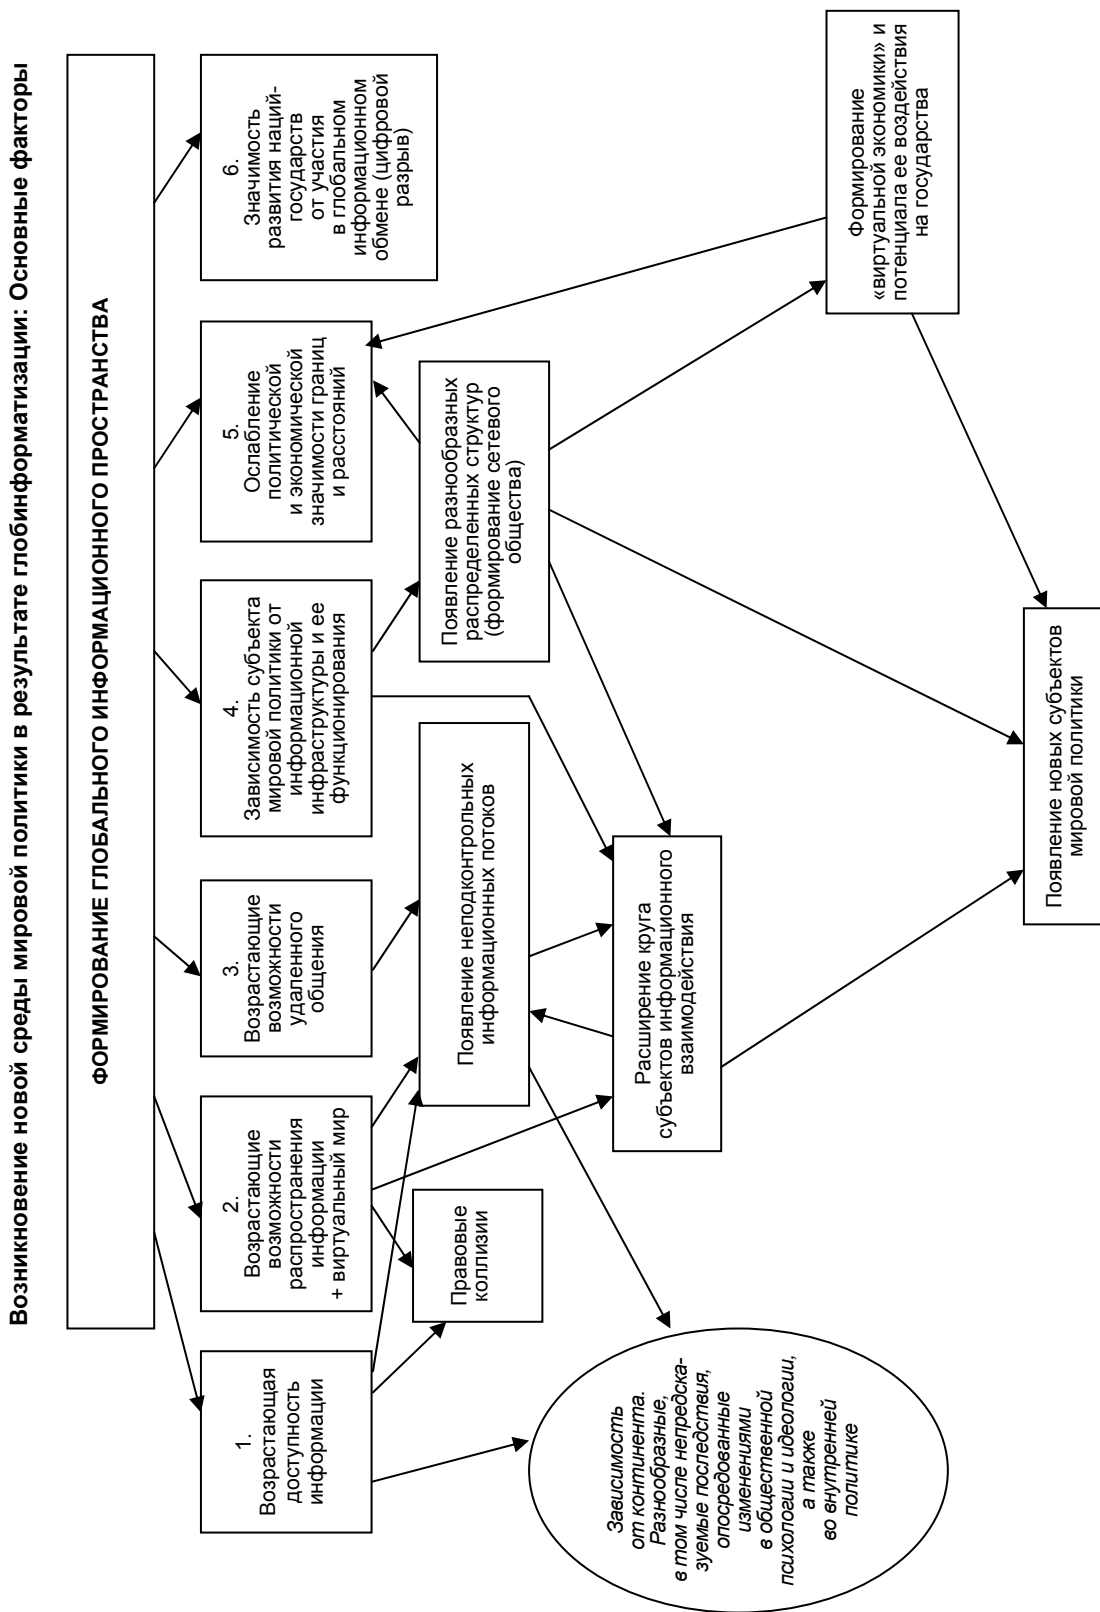 Возникновение новой среды мировой политики в результате глобинформатизации: Основные факторы
ФОРМИРОВАНИЕ ГЛОБАЛЬНОГО ИНФОРМАЦИОННОГО ПРОСТРАНСТВА
1.
Возрастающая
доступность
информации
2.
Возрастающие
возможности
распространения
информации
+ виртуальный мир
3.
Возрастающие
возможности
удаленного
общения
4.
Зависимость субъекта
мировой политики от
информационной
инфраструктуры и ее
функционирования
5.
Ослабление
политической
и экономической
значимости границ
и расстояний
6.
Значимость
развития наций-
государств
от участия
в глобальном
информационном
обмене (цифровой
разрыв)
Правовые
коллизии
Появление неподконтрольных
информационных потоков
Появление разнообразных
распределенных структур
(формирование сетевого
общества)
Зависимость
от континента.
Разнообразные,
в том числе непредска-
зуемые последствия,
опосредованные
изменениями
в общественной
психологии и идеологии,
а также
во внутренней
политике
Расширение круга
субъектов информационного
взаимодействия
Формирование
«виртуальной экономики» и
потенциала ее воздействия
на государства
Появление новых субъектов
мировой политики